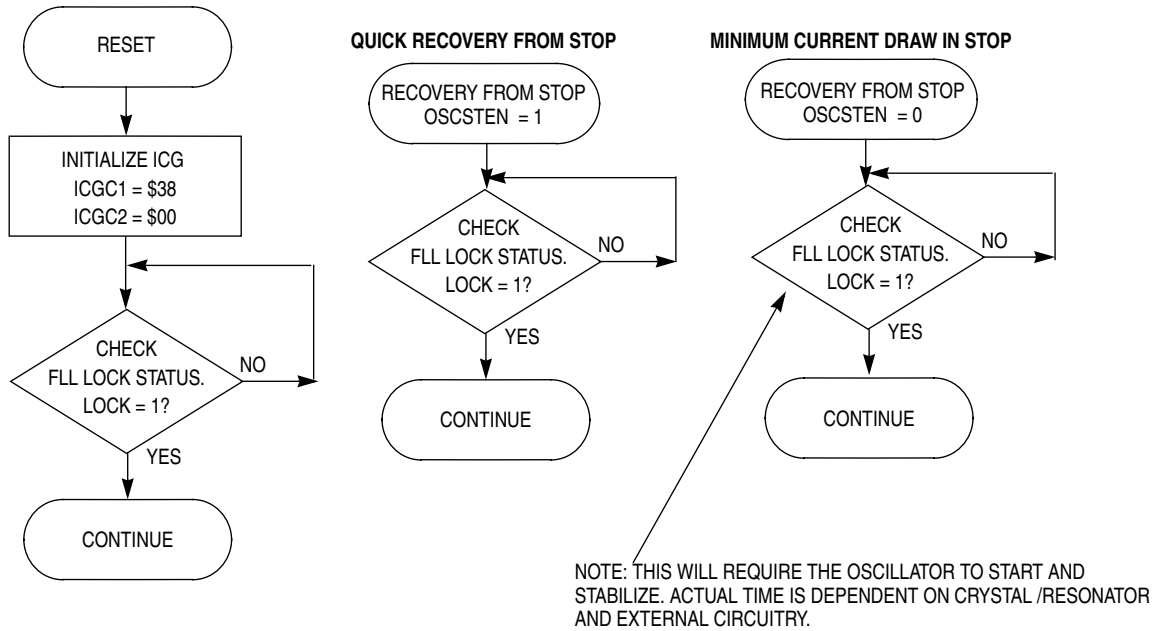 RESET
INITIALIZE ICG
ICGC1 = $38
ICGC2 = $00
CHECK
FLL LOCK STATUS.
LOCK = 1?
NO
YES
CONTINUE
QUICK RECOVERY FROM STOP
RECOVERY FROM STOP
OSCSTEN = 1
CHECK
FLL LOCK STATUS.
LOCK = 1?
NO
YES
CONTINUE
MINIMUM CURRENT DRAW IN STOP
RECOVERY FROM STOP
OSCSTEN = 0
CHECK
FLL LOCK STATUS.
LOCK = 1?
NO
YES
CONTINUE
NOTE: THIS WILL REQUIRE THE OSCILLATOR TO START AND
STABILIZE. ACTUAL TIME IS DEPENDENT ON CRYSTAL /RESONATOR
AND EXTERNAL CIRCUITRY.